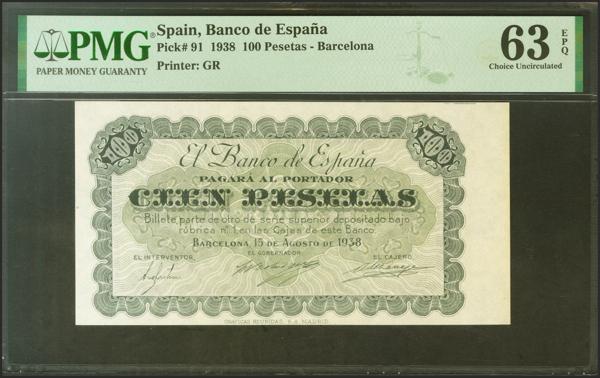 PMG
PAPER MONEY GUARANTY
Spain, Banco de España
Pick# 91 1938 100 Pesetas - Barcelona
Printer: GR
63 EPQ
Choice Uncirculated
100 100
El Banco de España
PAGARÁ AL PORTADOR
CIEN PESETAS
Billete parte de otro de serie superior depositado bajo
rúbrica nº 1 en las Cajas de este Banco.
BARCELONA 15 DE AGOSTO DE 1938
EL INTERVENTOR EL GOBERNADOR EL CAJERO
GRÁFICAS REUNIDAS, S.A. MADRID